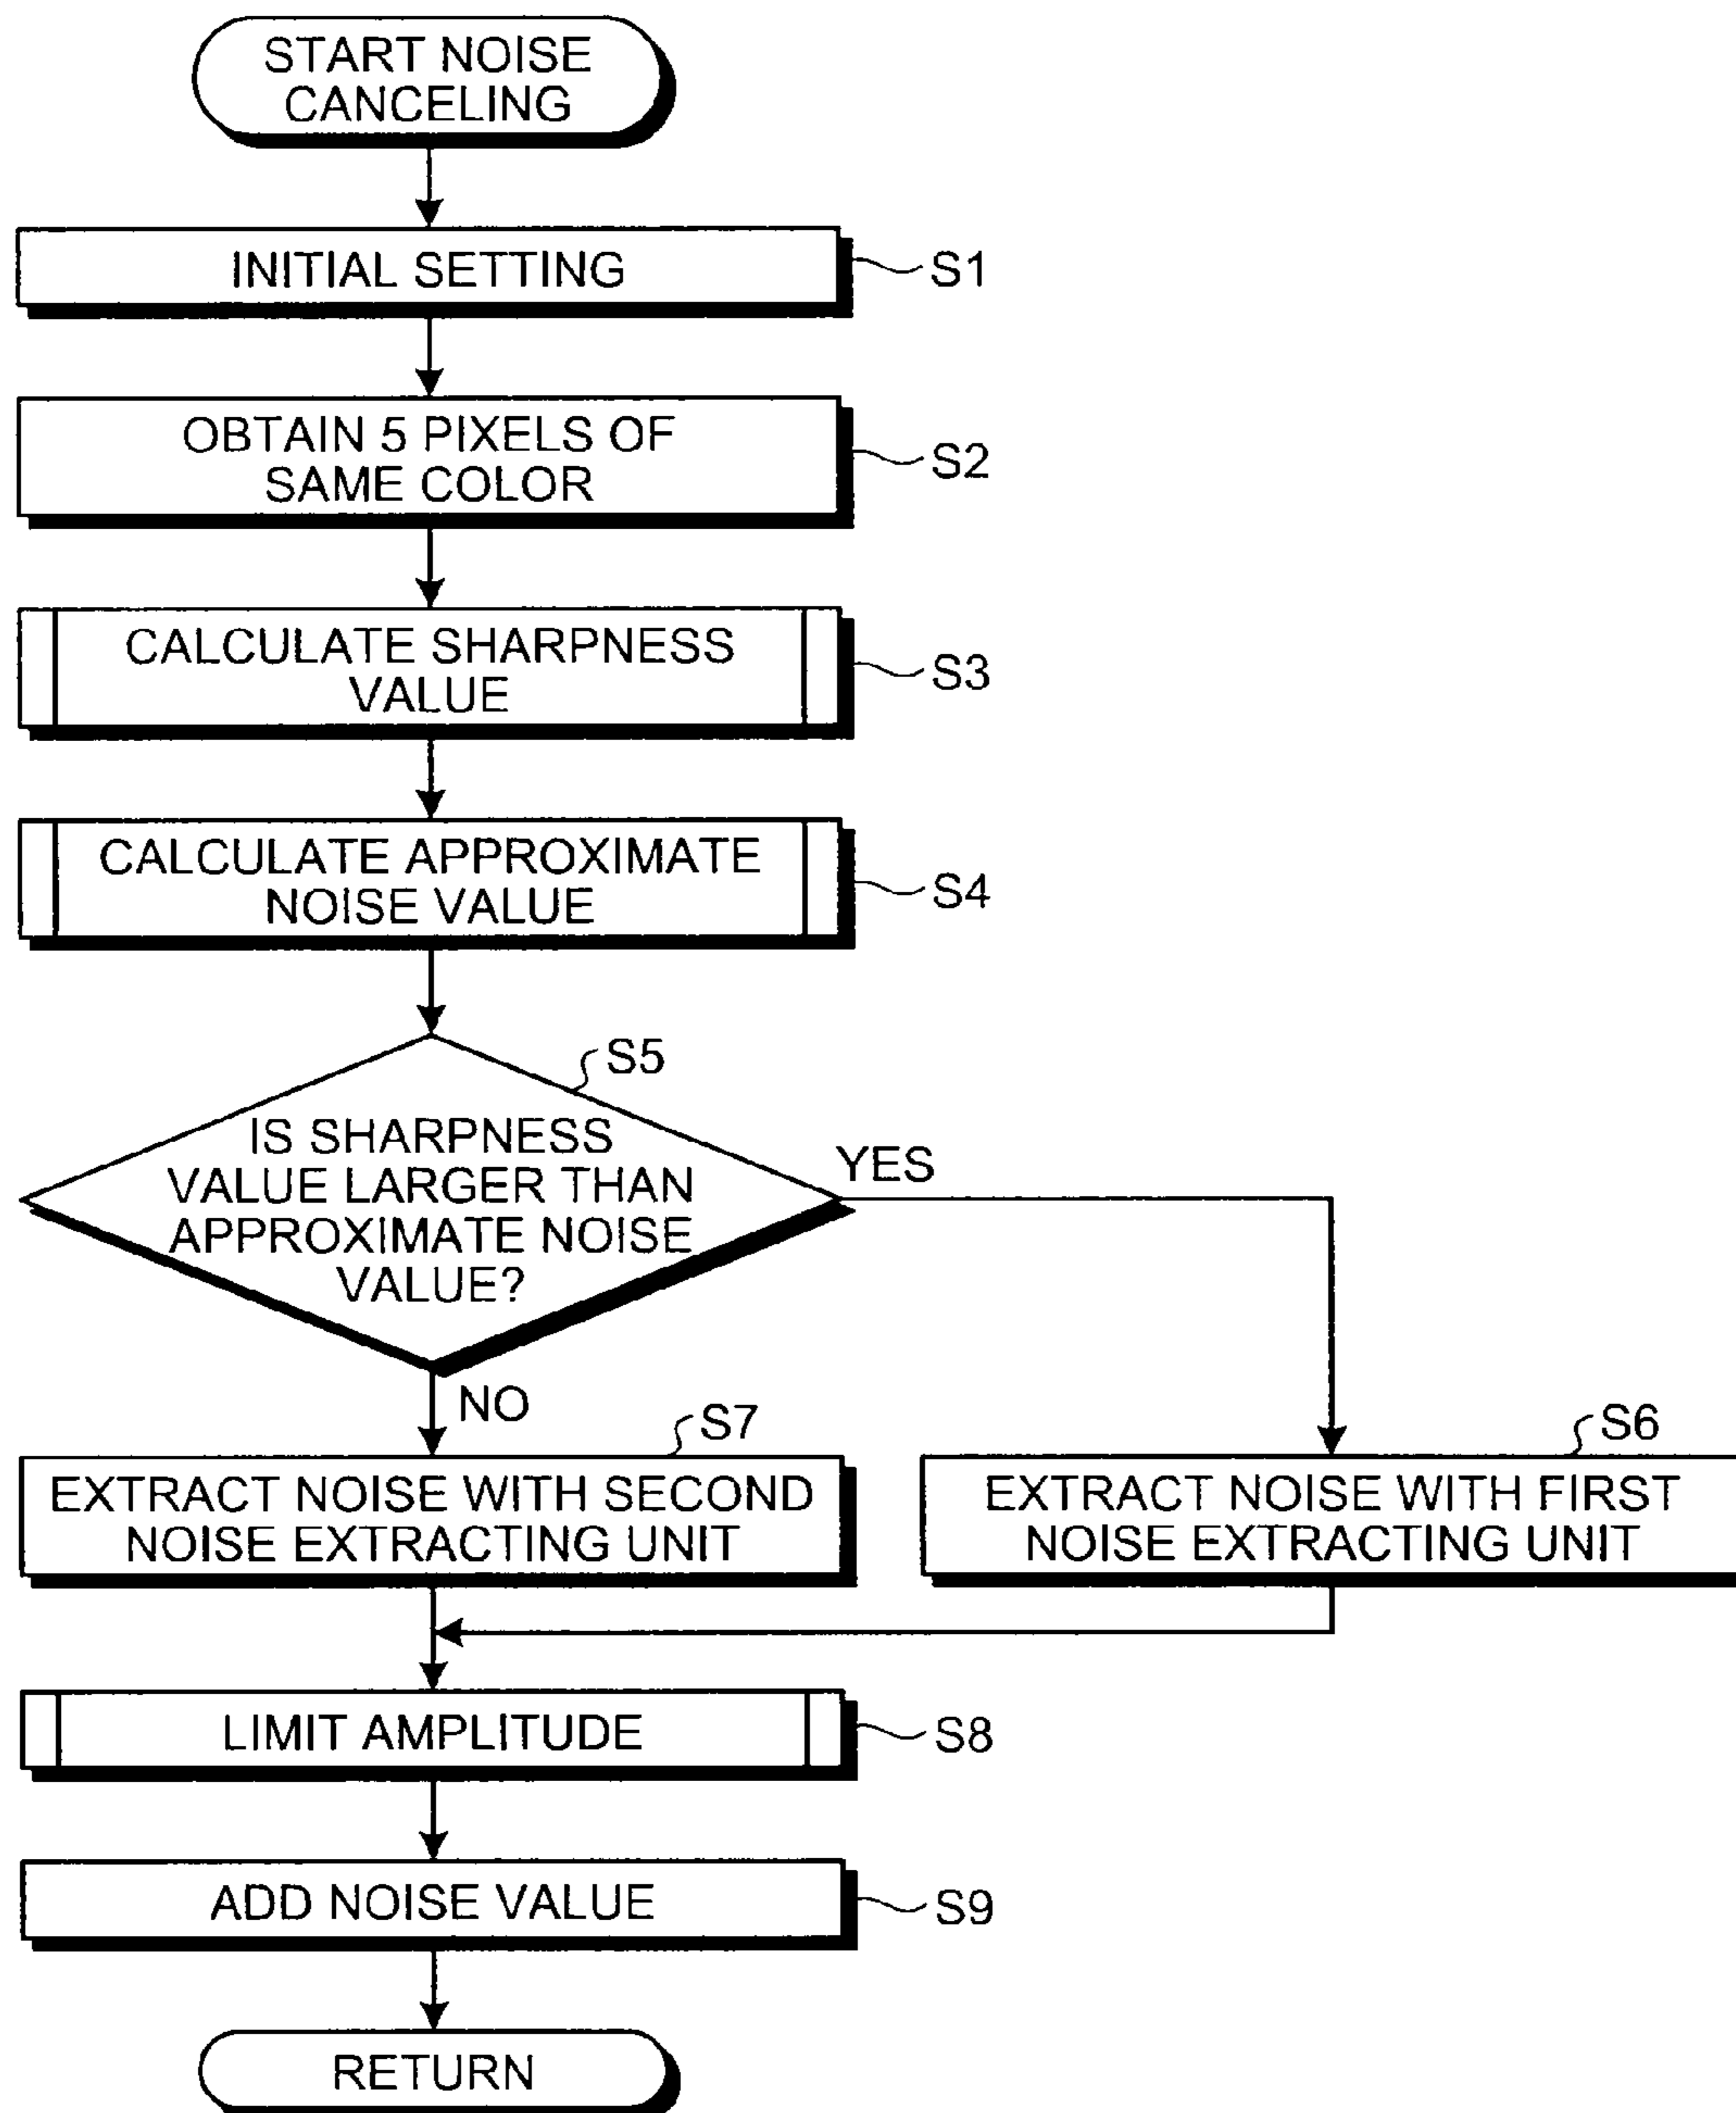 START NOISE
CANCELING
INITIAL SETTING
S1
OBTAIN 5 PIXELS OF
SAME COLOR
S2
CALCULATE SHARPNESS
VALUE
S3
CALCULATE APPROXIMATE
NOISE VALUE
S4
S5
IS SHARPNESS
VALUE LARGER THAN
APPROXIMATE NOISE
VALUE?
YES
NO
S7
EXTRACT NOISE WITH SECOND
NOISE EXTRACTING UNIT
S6
EXTRACT NOISE WITH FIRST
NOISE EXTRACTING UNIT
LIMIT AMPLITUDE
S8
ADD NOISE VALUE
S9
RETURN